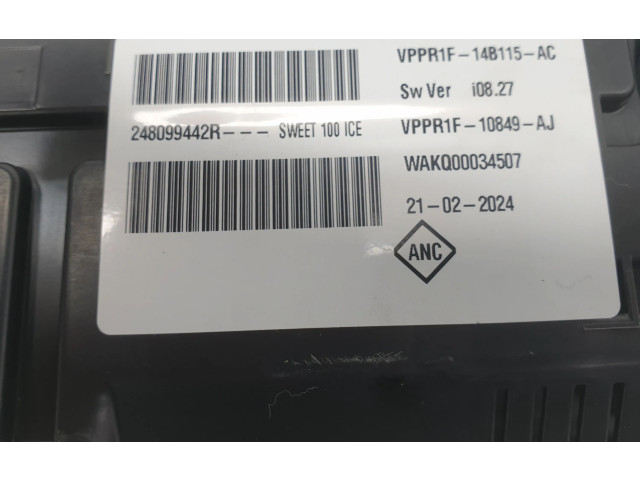 VPPR1F-14B115-AC
Sw Ver i08.27
248099442R--- SWEET 100 ICE
VPPR1F-10849-AJ
WAKQ00034507
21-02-2024
ANC